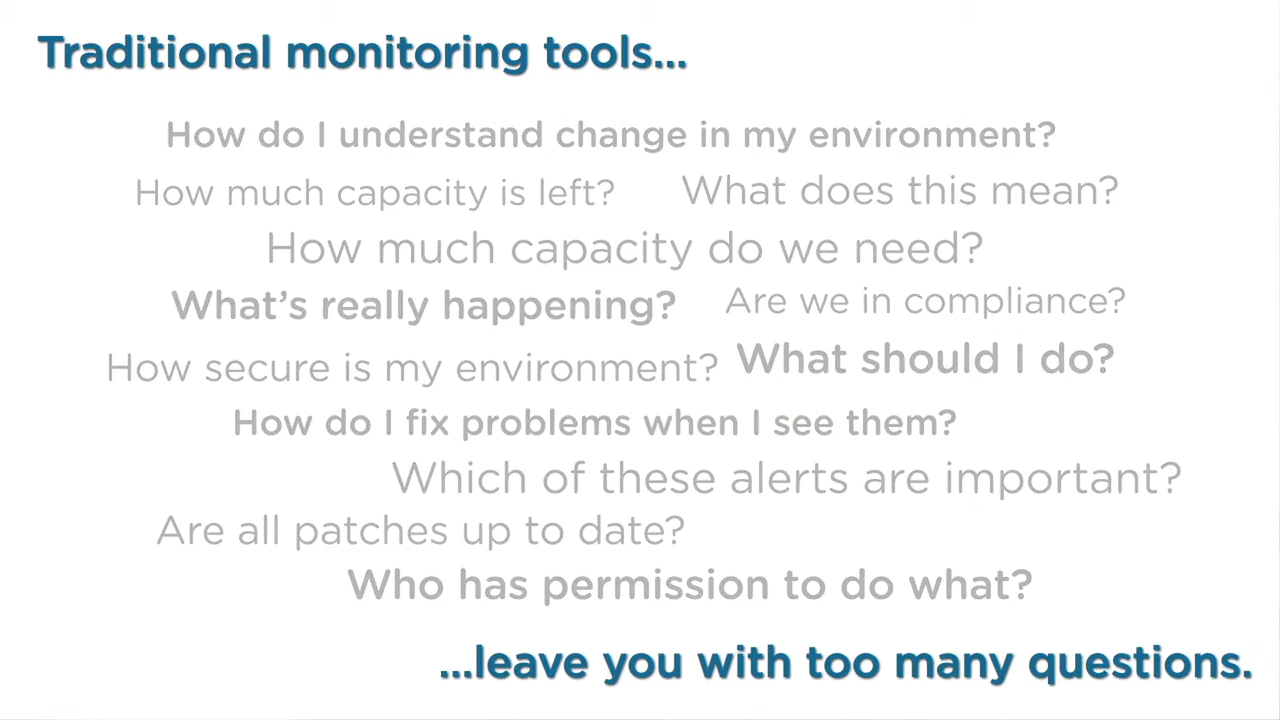 Traditional monitoring tools...
How do I understand change in my environment?
How much capacity is left? What does this mean?
How much capacity do we need?
What’s really happening? Are we in compliance?
How secure is my environment? What should I do?
How do I fix problems when I see them?
Which of these alerts are important?
Are all patches up to date?
Who has permission to do what?
...leave you with too many questions.